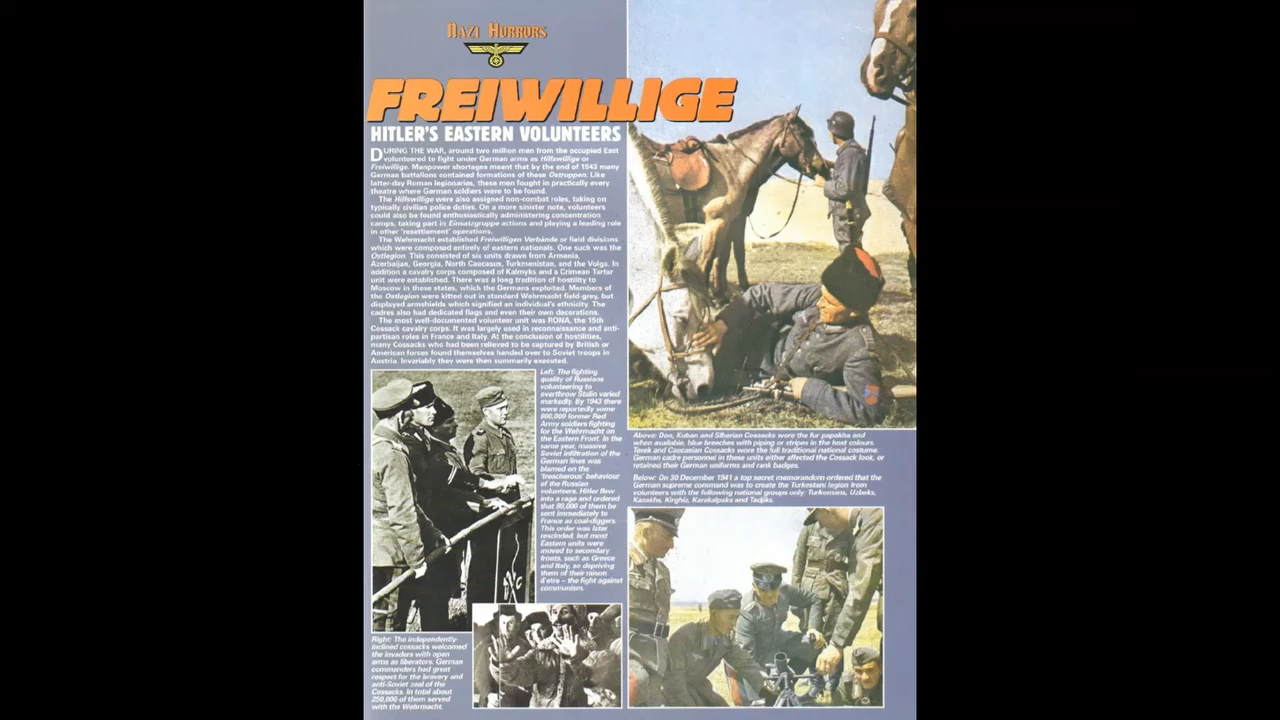 NAZI HORRORS
FREIWILLIGE
HITLER'S EASTERN VOLUNTEERS
DURING THE WAR, around two million men from the occupied East
volunteered to fight under German arms as Hilfswillige or
Freiwillige. Manpower shortages meant that by the end of 1943 many
German battalions contained formations of these Ostruppen. Like
latter-day Roman legionaries, these men fought in practically every
theatre where German soldiers were to be found.
The Hilfswillige were also assigned non-combat roles, taking on
typically civilian police duties. On a more sinister note, volunteers
could also be found enthusiastically administering concentration
camps, taking part in Einsatzgruppe actions and playing a leading role
in other 'resettlement' operations.
The Wehrmacht established Freiwilligen Verbände or field divisions
which were composed entirely of eastern nationals. One such was the
Ostlegion. This consisted of six units drawn from Armenia,
Azerbaijan, Georgia, North Caucasus, Turkmenistan, and the Volga. In
addition a cavalry corps composed of Kalmyks and a Crimean Tartar
unit were established. There was a long tradition of hostility to
Moscow in these states, which the Germans exploited. Members of
the Ostlegion were kitted out in standard Wehrmacht field-grey, but
displayed armshields which signified an individual's ethnicity. The
cadres also had dedicated flags and even their own decorations.
The most well-documented volunteer unit was RONA, the 15th
Cossack cavalry corps. It was largely used in reconnaissance and anti-
partisan roles in France and Italy. At the conclusion of hostilities,
many Cossacks who had been relieved to be captured by British or
American forces found themselves handed over to Soviet troops in
Austria. Invariably they were then summarily executed.
Left: The fighting
quality of Russians
volunteering to
overthrow Stalin varied
markedly. By 1943 there
were reportedly some
800,000 former Red
Army soldiers fighting
for the Wehrmacht on
the Eastern Front. In the
same year, massive
Soviet infiltration of the
German lines was
blamed on the
'treacherous' behaviour
of the Russian
volunteers. Hitler flew
into a rage and ordered
that 80,000 of them be
sent immediately to
France as coal-diggers.
This order was later
rescinded, but most
Eastern units were
moved to secondary
fronts, such as Greece
and Italy, so depriving
them of their raison
d'etre – the fight against
communism.
Above: Don, Kuban and Siberian Cossacks wore the fur papakha and
when available, blue breeches with piping or stripes in the host colours.
Terek and Caucasian Cossacks wore the full traditional national costume.
German cadre personnel in these units either affected the Cossack look, or
retained their German uniforms and rank badges.
Below: On 30 December 1941 a top secret memorandum ordered that the
German supreme command was to create the Turkestani legion from
volunteers with the following national groups only: Turkomans, Uzbeks,
Kazakhs, Kirghiz, Karakalpaks and Tadjiks.
Right: The independently-
inclined cossacks welcomed
the invaders with open
arms as liberators. German
commanders had great
respect for the bravery and
anti-Soviet zeal of the
Cossacks. In total about
250,000 of them served
with the Wehrmacht.